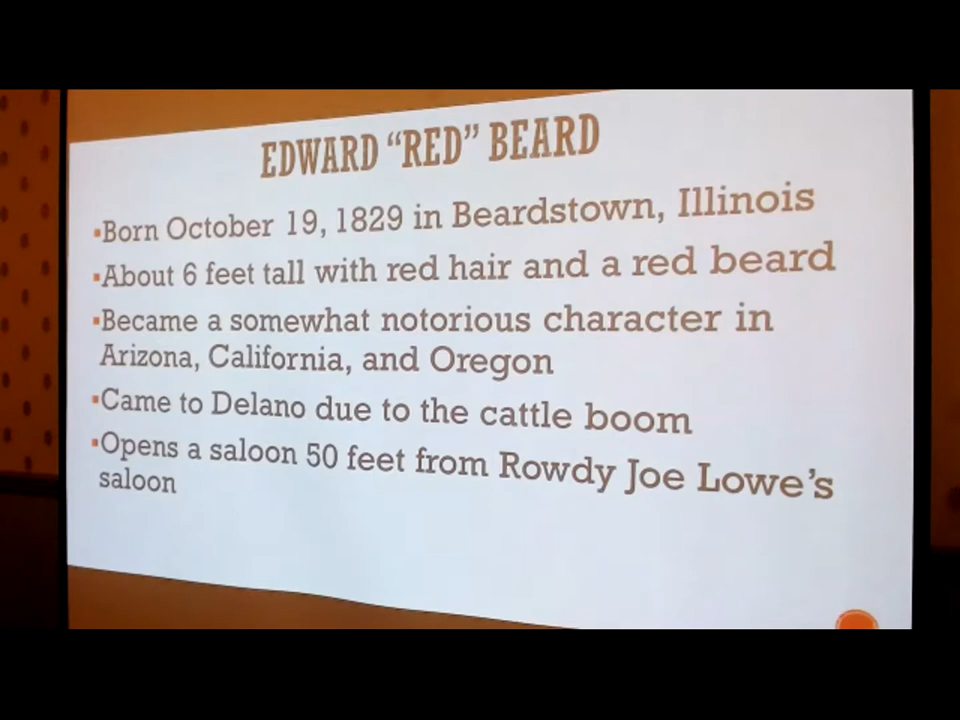 EDWARD “RED” BEARD
▪Born October 19, 1829 in Beardstown, Illinois
▪About 6 feet tall with red hair and a red beard
▪Became a somewhat notorious character in
Arizona, California, and Oregon
▪Came to Delano due to the cattle boom
▪Opens a saloon 50 feet from Rowdy Joe Lowe’s
saloon